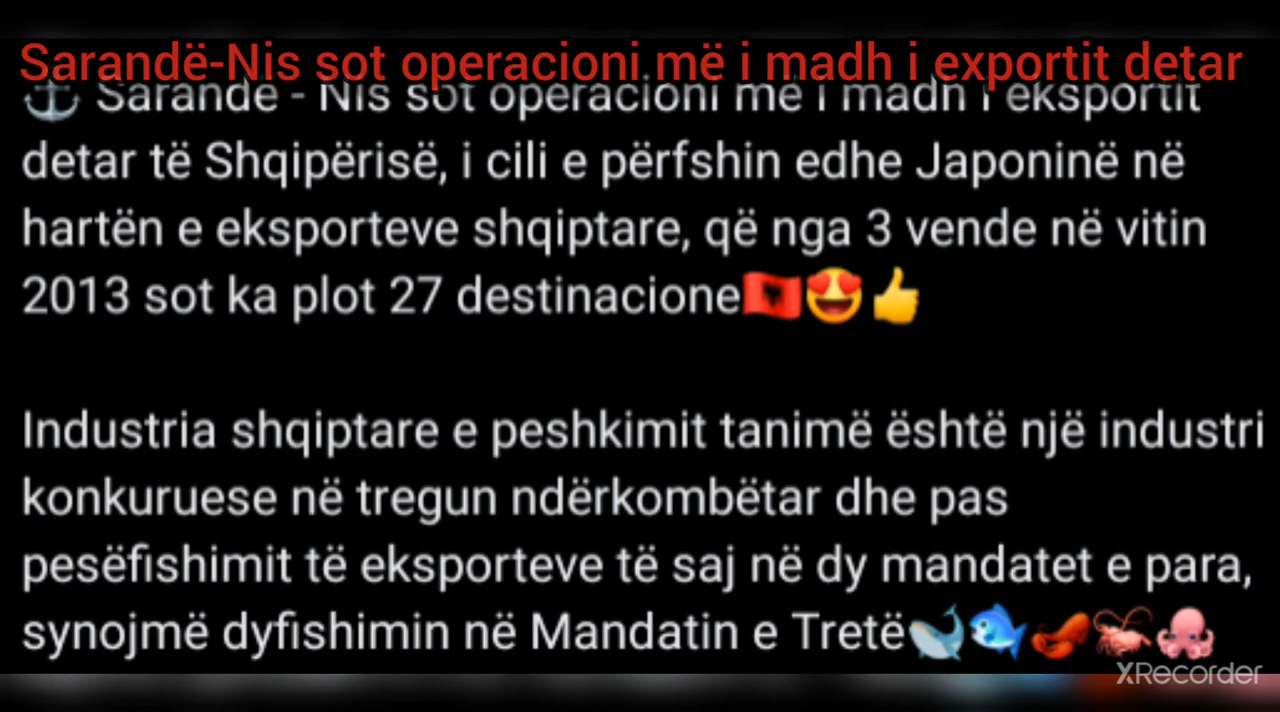 Sarandë-Nis sot operacioni më i madh i exportit detar
⚓ Sarandë - Nis sot operacioni më i madh i eksportit
detar të Shqipërisë, i cili e përfshin edhe Japoninë në
hartën e eksporteve shqiptare, që nga 3 vende në vitin
2013 sot ka plot 27 destinacione🇦🇱😍👍
Industria shqiptare e peshkimit tanimë është një industri
konkuruese në tregun ndërkombëtar dhe pas
pesëfishimit të eksporteve të saj në dy mandatet e para,
synojmë dyfishimin në Mandatin e Tretë🐋🐟🦞🦐🐙
XRecorder